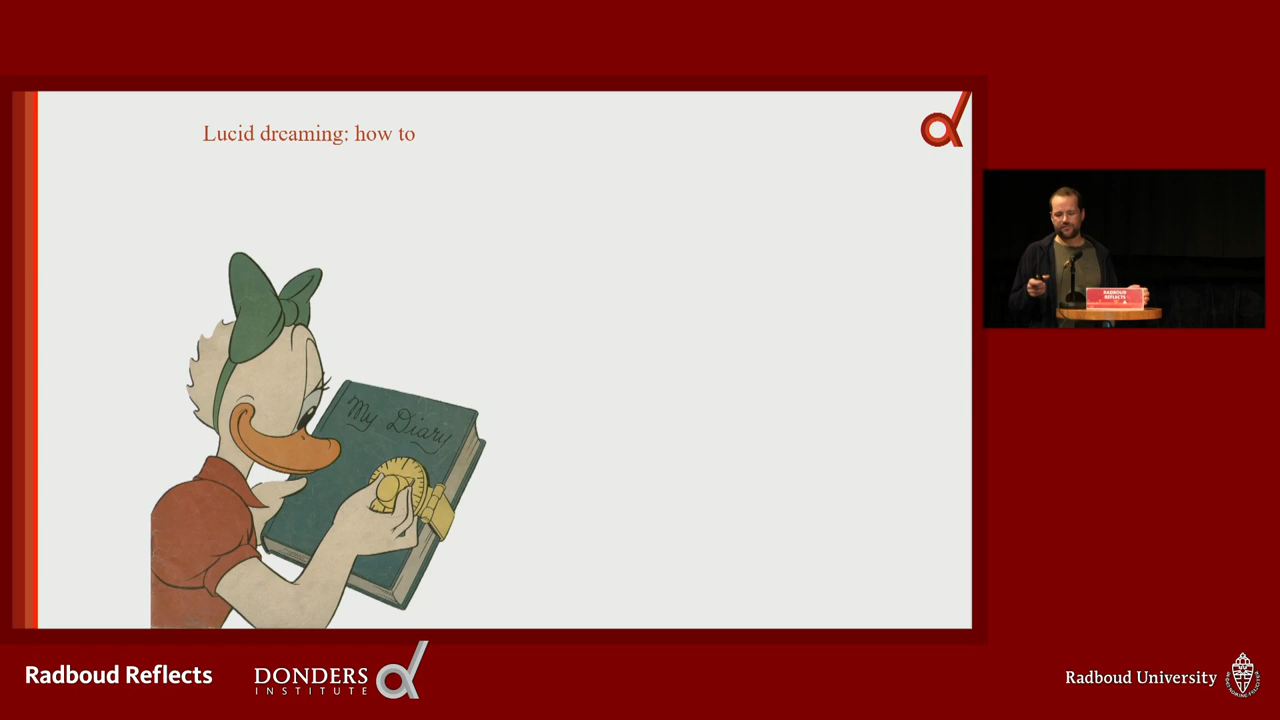 Lucid dreaming: how to
My Diary
RADBOUD
REFLECTS
Radboud Reflects
DONDERS
INSTITUTE
Radboud University